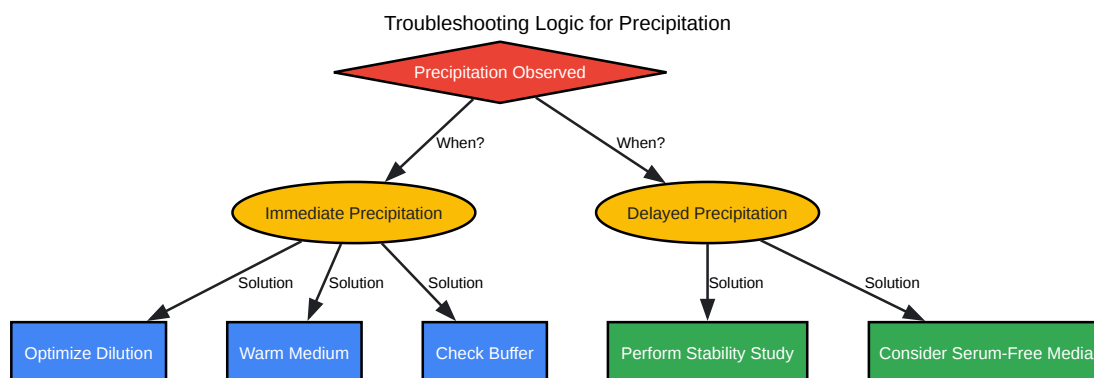 Troubleshooting Logic for Precipitation
Precipitation Observed
When?
When?
Immediate Precipitation
Delayed Precipitation
Solution
Solution
Solution
Solution
Solution
Optimize Dilution
Warm Medium
Check Buffer
Perform Stability Study
Consider Serum-Free Media